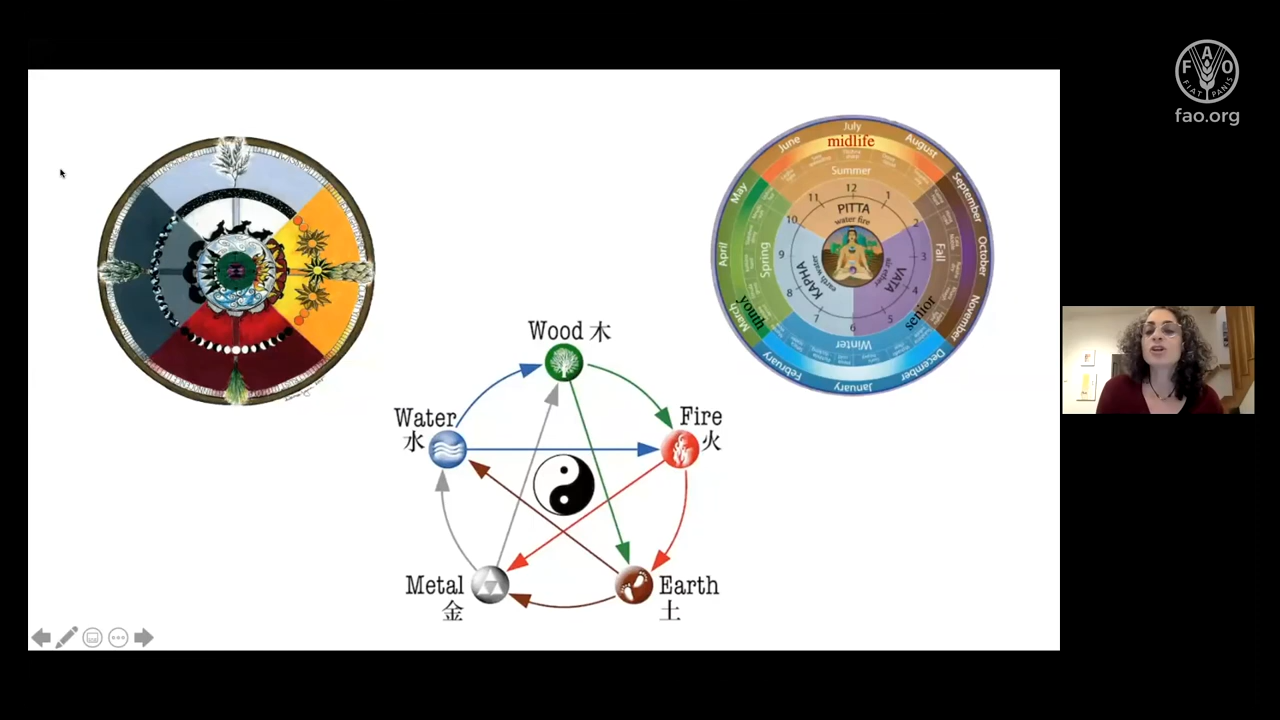 F A O
FIAT PANIS
fao.org
July
June
August
midlife
May
September
Summer
12
11
1
PITTA
water fire
10
2
April
Spring
9
3
Fall
October
KAPHA
earth water
VATA
air ether
8
4
March
youth
senior
November
7
6
5
Winter
February
January
December
Wood 木
Water
水
Fire
火
Metal
金
Earth
土